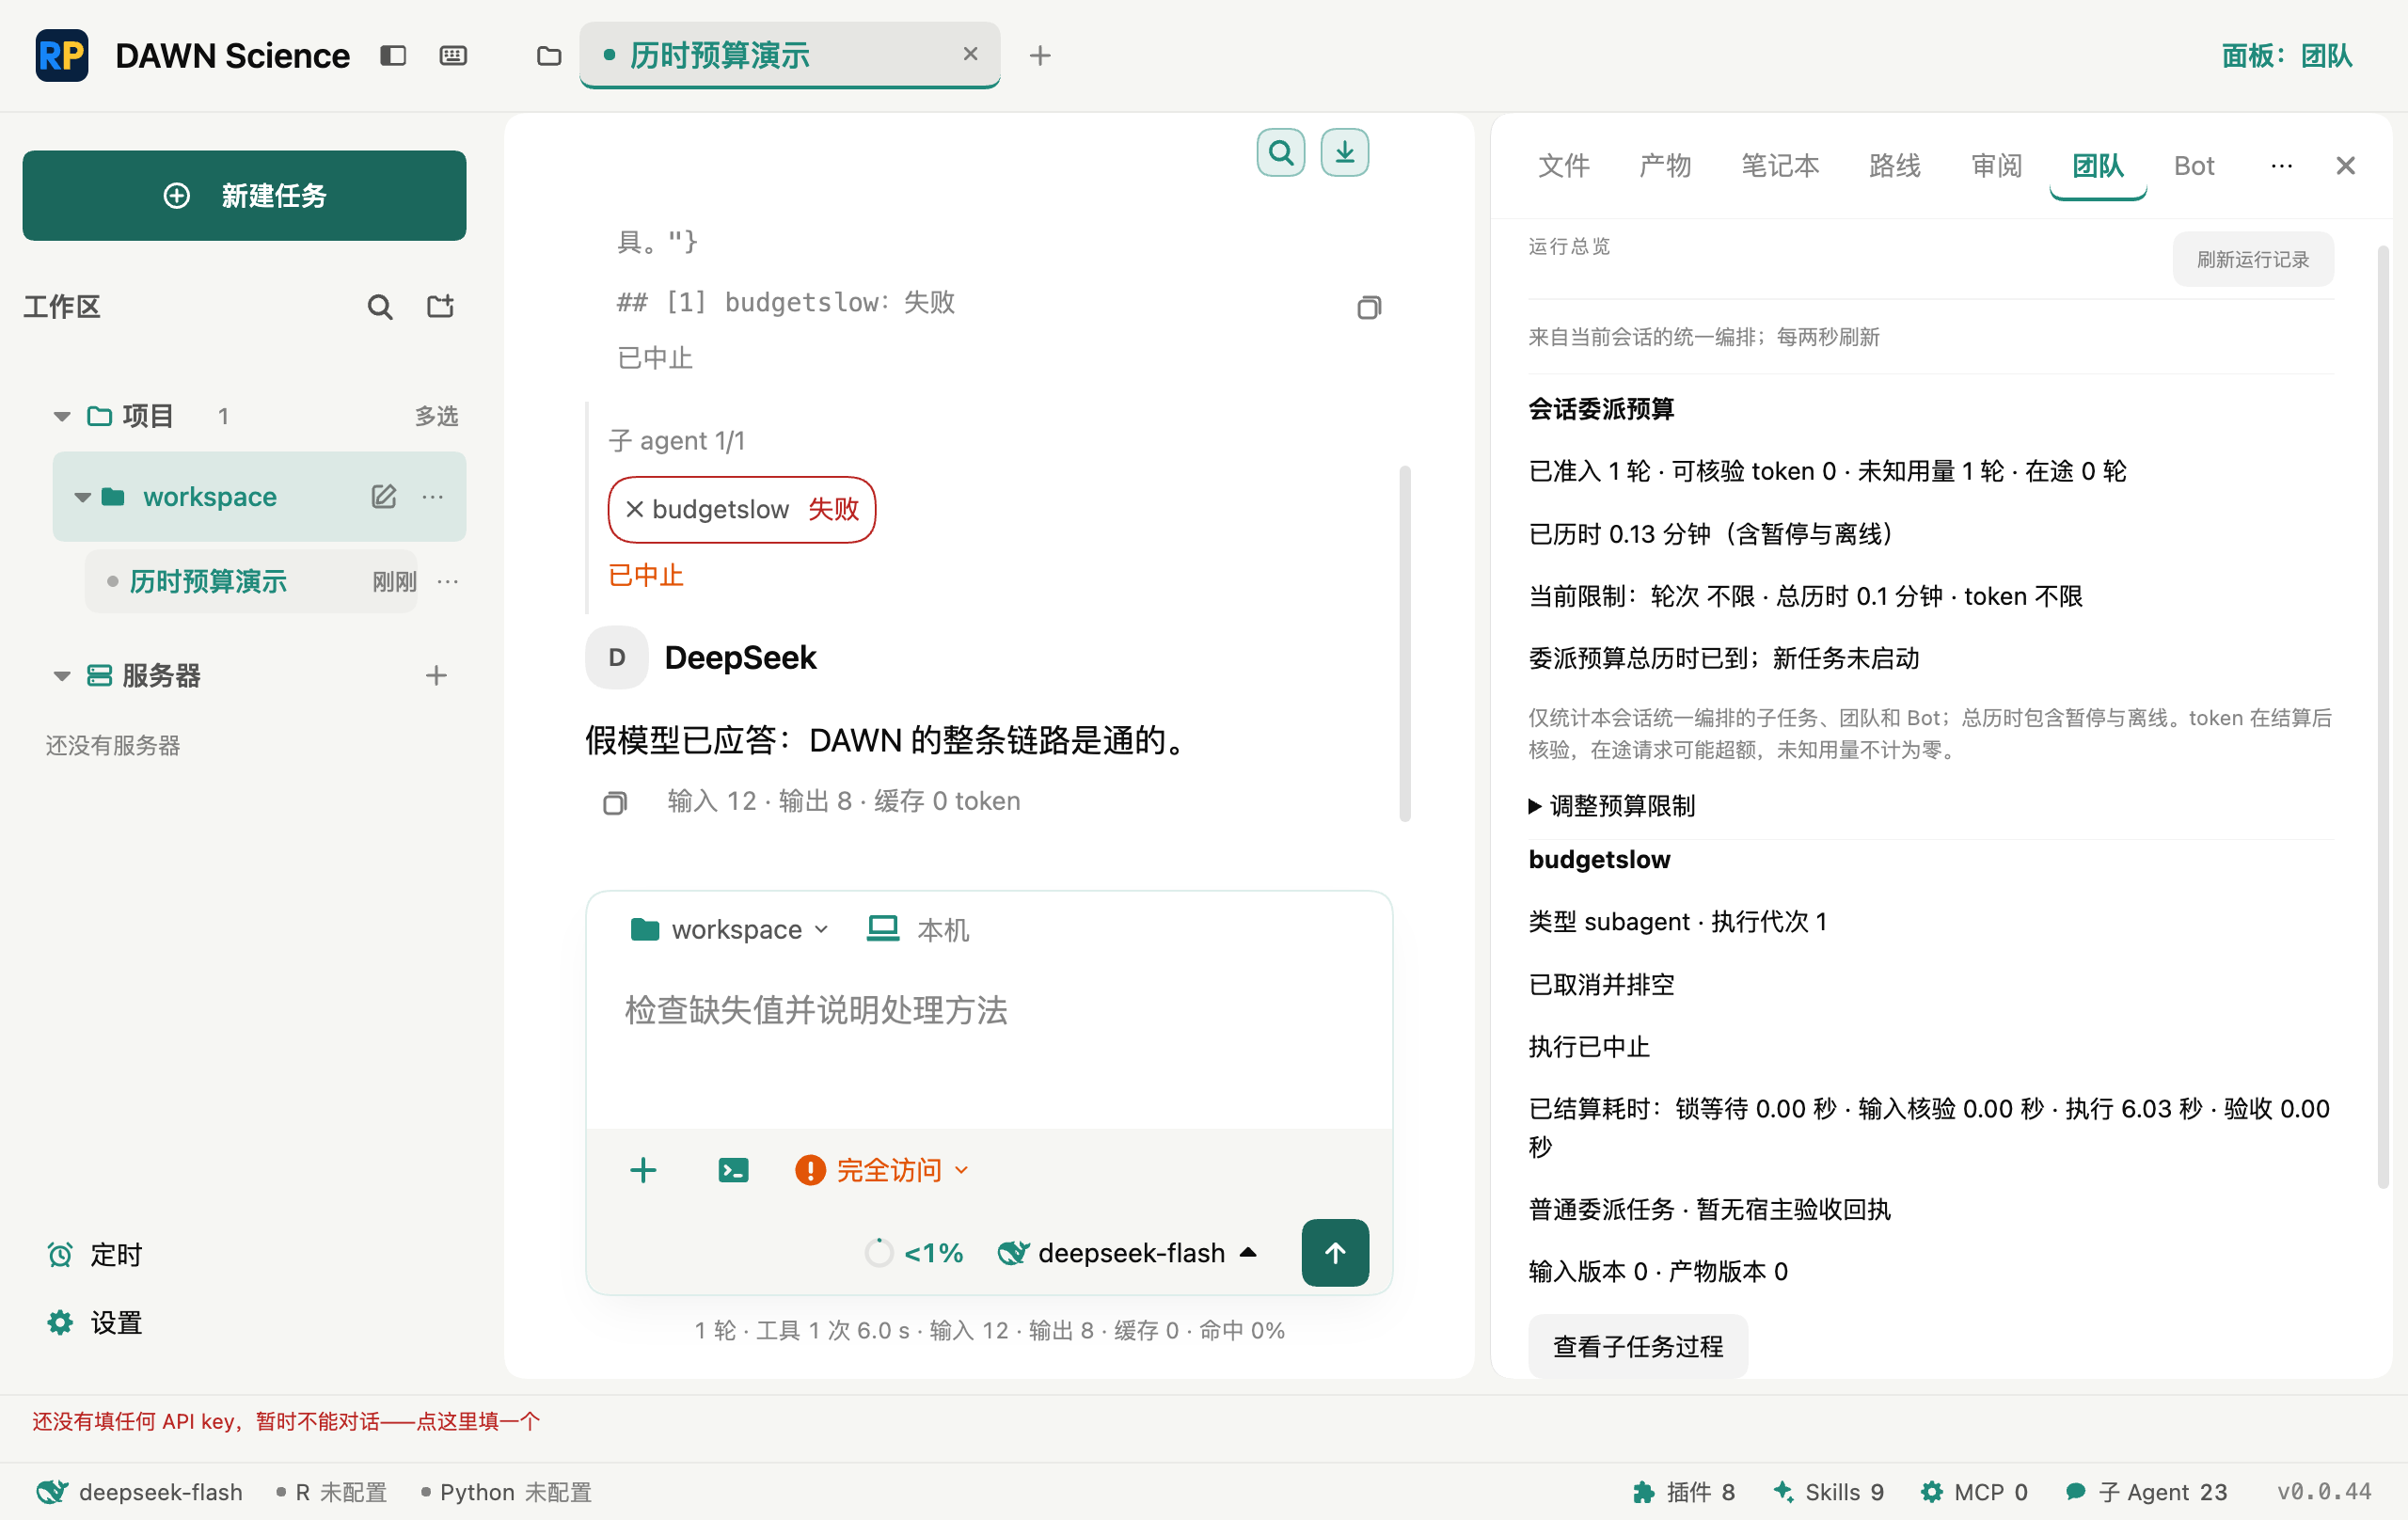 RP DAWN Science
历时预算演示
面板：团队
新建任务
工作区
项目 1 多选
workspace
历时预算演示 刚刚
服务器
还没有服务器
定时
设置
具。"}
## [1] budgetslow: 失败
已中止
子 agent 1/1
budgetslow 失败
已中止
D DeepSeek
假模型已应答：DAWN 的整条链路是通的。
输入 12 · 输出 8 · 缓存 0 token
workspace 本机
检查缺失值并说明处理方法
完全访问
<1% deepseek-flash
1 轮 · 工具 1 次 6.0 s · 输入 12 · 输出 8 · 缓存 0 · 命中 0%
文件 产物 笔记本 路线 审阅 团队 Bot
运行总览
刷新运行记录
来自当前会话的统一编排；每两秒刷新
会话委派预算
已准入 1 轮 · 可核验 token 0 · 未知用量 1 轮 · 在途 0 轮
已历时 0.13 分钟（含暂停与离线）
当前限制：轮次 不限 · 总历时 0.1 分钟 · token 不限
委派预算总历时已到；新任务未启动
仅统计本会话统一编排的子任务、团队和 Bot；总历时包含暂停与离线。token 在结算后
核验，在途请求可能超额，未知用量不计为零。
调整预算限制
budgetslow
类型 subagent · 执行代次 1
已取消并排空
执行已中止
已结算耗时：锁等待 0.00 秒 · 输入核验 0.00 秒 · 执行 6.03 秒 · 验收 0.00
秒
普通委派任务 · 暂无宿主验收回执
输入版本 0 · 产物版本 0
查看子任务过程
还没有填任何 API key，暂时不能对话——点这里填一个
deepseek-flash R 未配置 Python 未配置
插件 8 Skills 9 MCP 0 子 Agent 23 v0.0.44